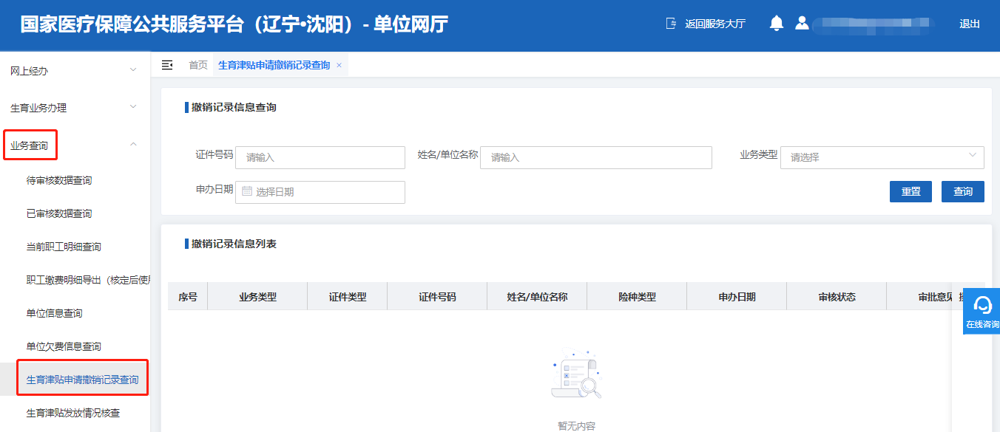 国家医疗保障公共服务平台（辽宁•沈阳）- 单位网厅
返回服务大厅
退出
网上经办
生育业务办理
业务查询
待审核数据查询
已审核数据查询
当前职工明细查询
职工缴费明细导出（核定后使用
单位信息查询
单位欠费信息查询
生育津贴申请撤销记录查询
生育津贴发放情况核查
首页 生育津贴申请撤销记录查询 ×
撤销记录信息查询
证件号码 请输入 姓名/单位名称 请输入 业务类型 请选择
申办日期 选择日期 重置 查询
撤销记录信息列表
序号 业务类型 证件类型 证件号码 姓名/单位名称 险种类型 申办日期 审核状态 审批意见
暂无内容
在线咨询